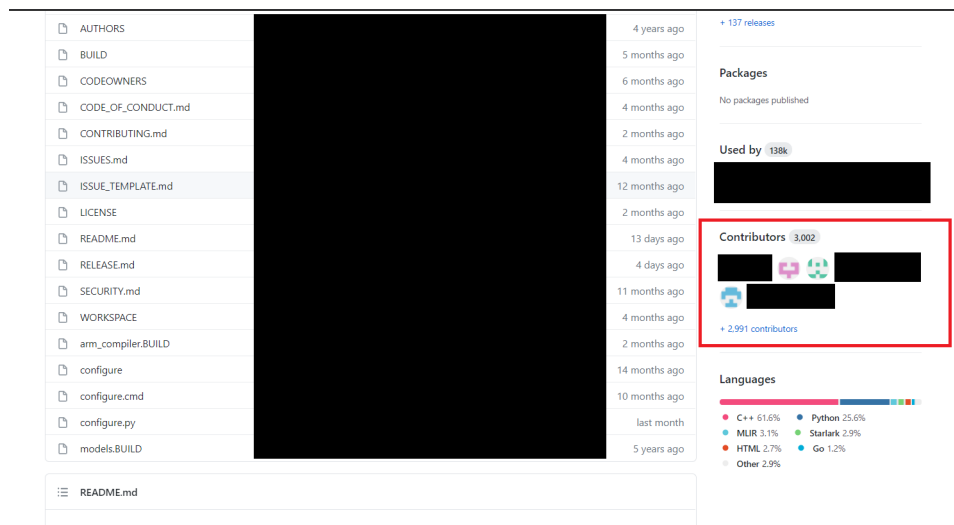 AUTHORS 4 years ago
BUILD 5 months ago
CODEOWNERS 6 months ago
CODE_OF_CONDUCT.md 4 months ago
CONTRIBUTING.md 2 months ago
ISSUES.md 4 months ago
ISSUE_TEMPLATE.md 12 months ago
LICENSE 2 months ago
README.md 13 days ago
RELEASE.md 4 days ago
SECURITY.md 11 months ago
WORKSPACE 4 months ago
arm_compiler.BUILD 2 months ago
configure 14 months ago
configure.cmd 10 months ago
configure.py last month
models.BUILD 5 years ago
README.md
+ 137 releases
Packages
No packages published
Used by 138k
Contributors 3,002
+ 2,991 contributors
Languages
C++ 61.6% Python 25.6%
MLIR 3.1% Starlark 2.9%
HTML 2.7% Go 1.2%
Other 2.9%